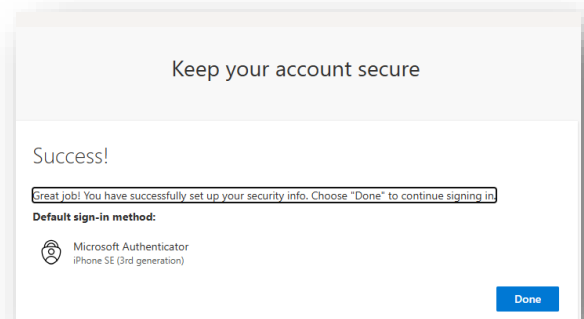 Keep your account secure
Success!
Great job! You have successfully set up your security info. Choose "Done" to continue signing in.
Default sign-in method:
Microsoft Authenticator
iPhone SE (3rd generation)
Done